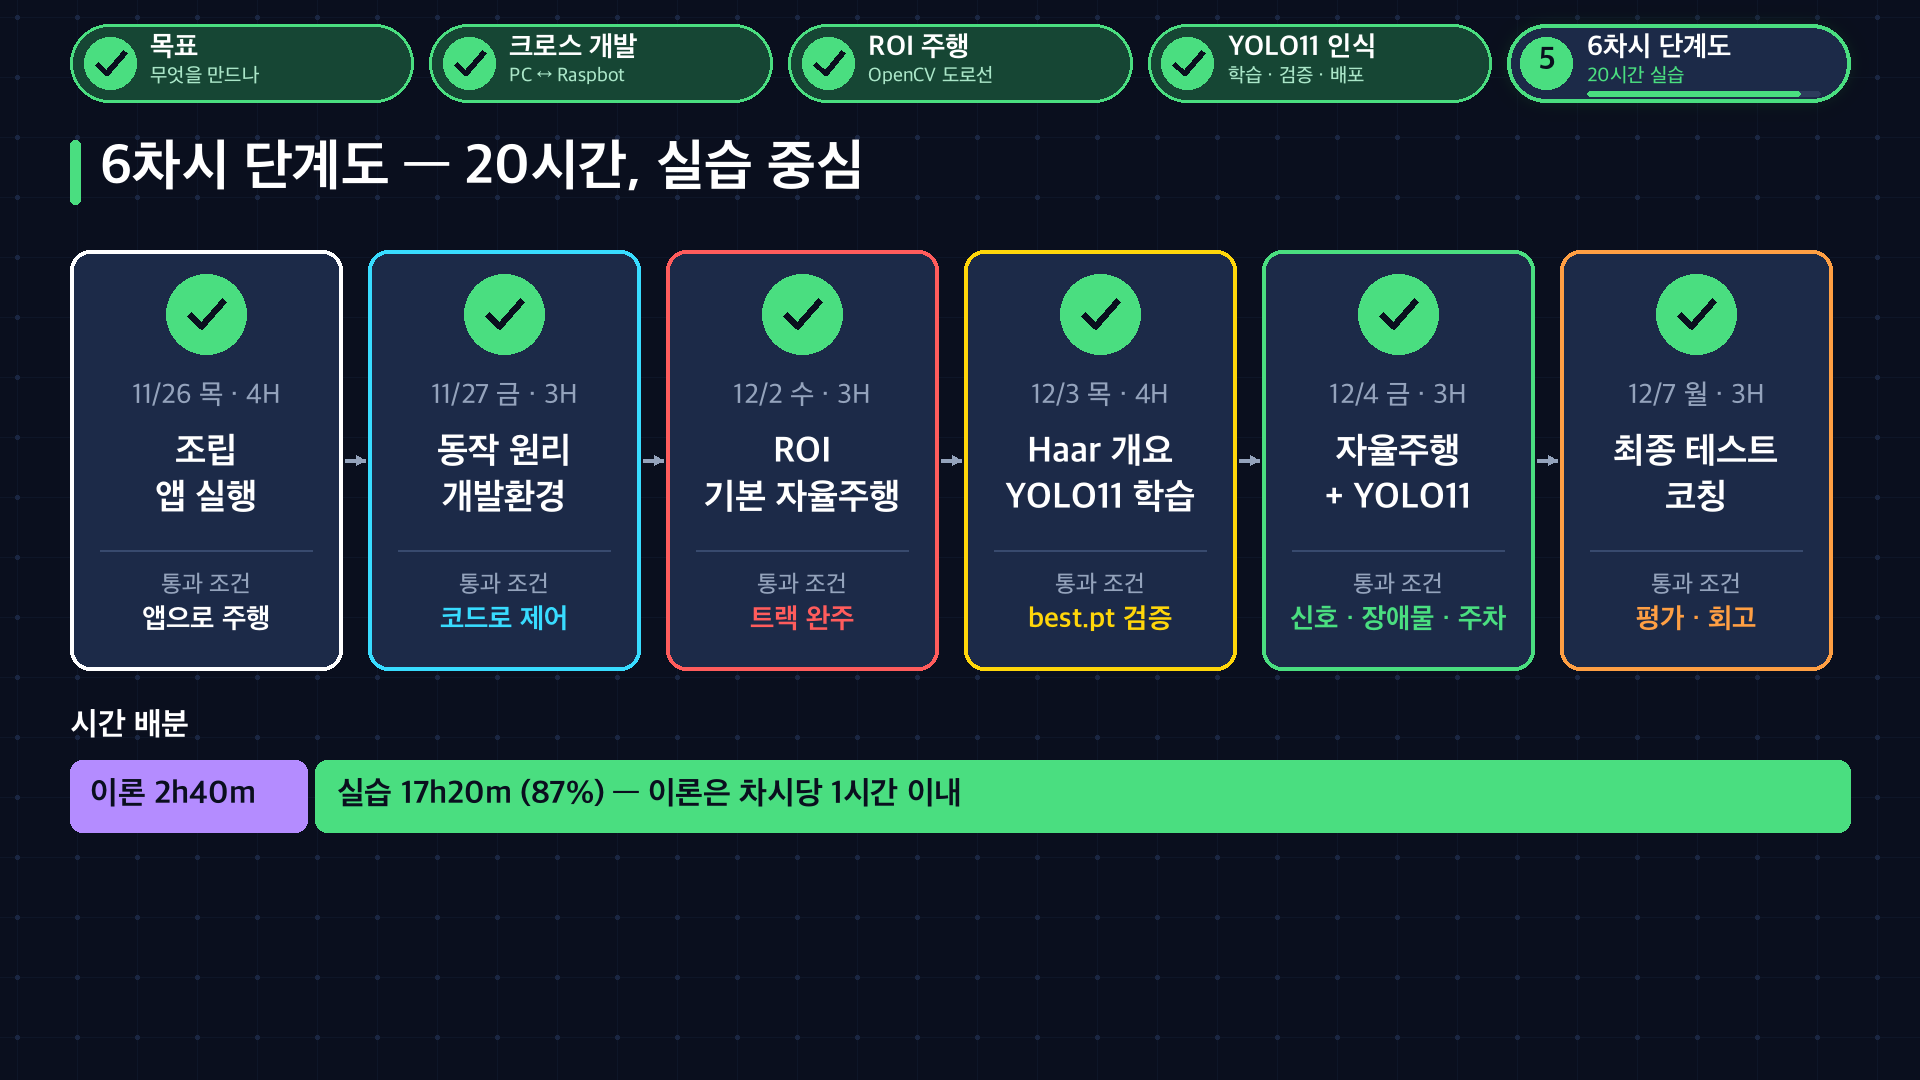 목표
무엇을 만드나
크로스 개발
PC ↔ Raspbot
ROI 주행
OpenCV 도로선
YOLO11 인식
학습 · 검증 · 배포
5
6차시 단계도
20시간 실습
6차시 단계도 — 20시간, 실습 중심
11/26 목 · 4H
조립
앱 실행
통과 조건
앱으로 주행
11/27 금 · 3H
동작 원리
개발환경
통과 조건
코드로 제어
12/2 수 · 3H
ROI
기본 자율주행
통과 조건
트랙 완주
12/3 목 · 4H
Haar 개요
YOLO11 학습
통과 조건
best.pt 검증
12/4 금 · 3H
자율주행
+ YOLO11
통과 조건
신호 · 장애물 · 주차
12/7 월 · 3H
최종 테스트
코칭
통과 조건
평가 · 회고
시간 배분
이론 2h40m
실습 17h20m (87%) — 이론은 차시당 1시간 이내